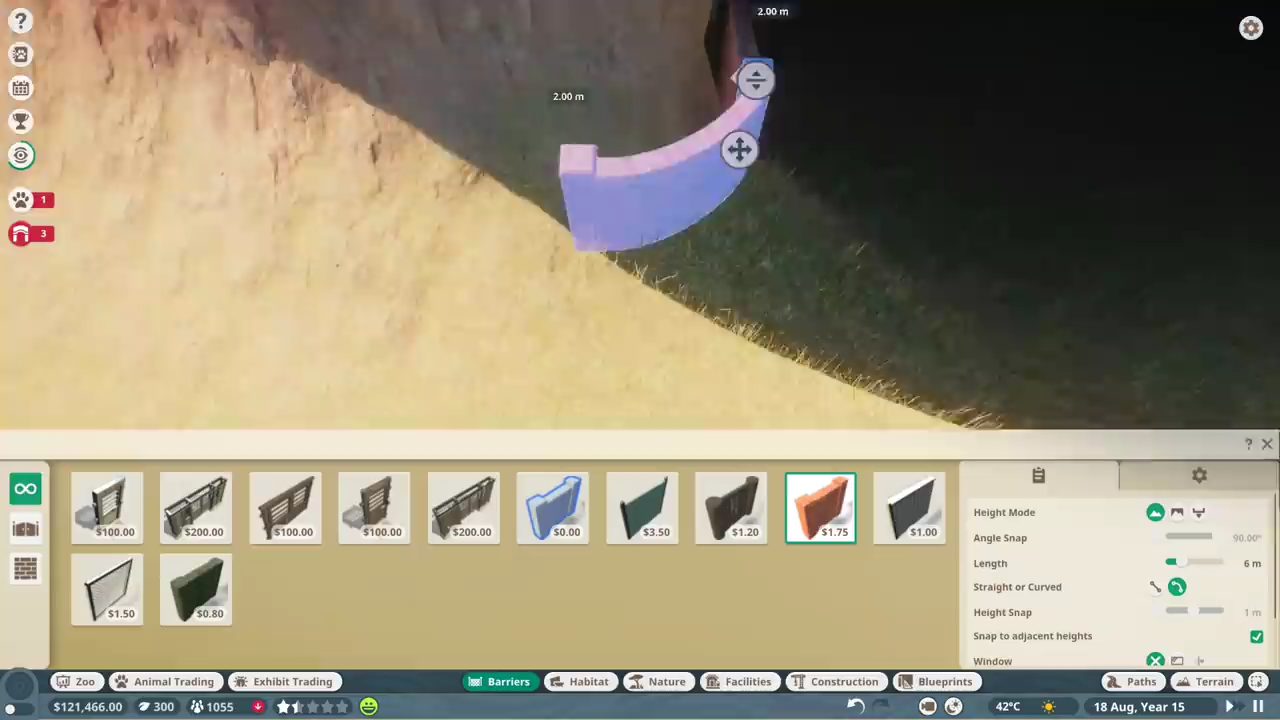 2.00 m
2.00 m
1
3
?
$100.00
$200.00
$100.00
$100.00
$200.00
$0.00
$3.50
$1.20
$1.75
$1.00
$1.50
$0.80
Height Mode
Angle Snap
90.00°
Length
6 m
Straight or Curved
Height Snap
1 m
Snap to adjacent heights
Window
Zoo
Animal Trading
Exhibit Trading
Barriers
Habitat
Nature
Facilities
Construction
Blueprints
Paths
Terrain
$121,466.00
300
1055
42°C
18 Aug, Year 15